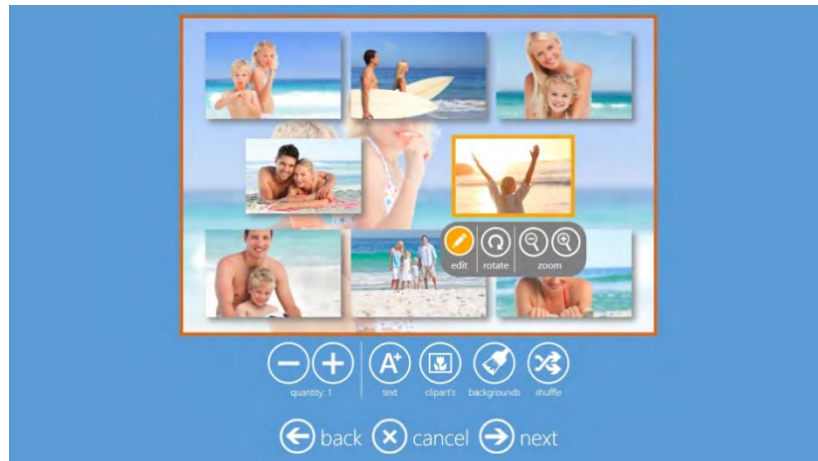 edit rotate zoom
quantity: 1 text clipart's backgrounds shuffle
back cancel next